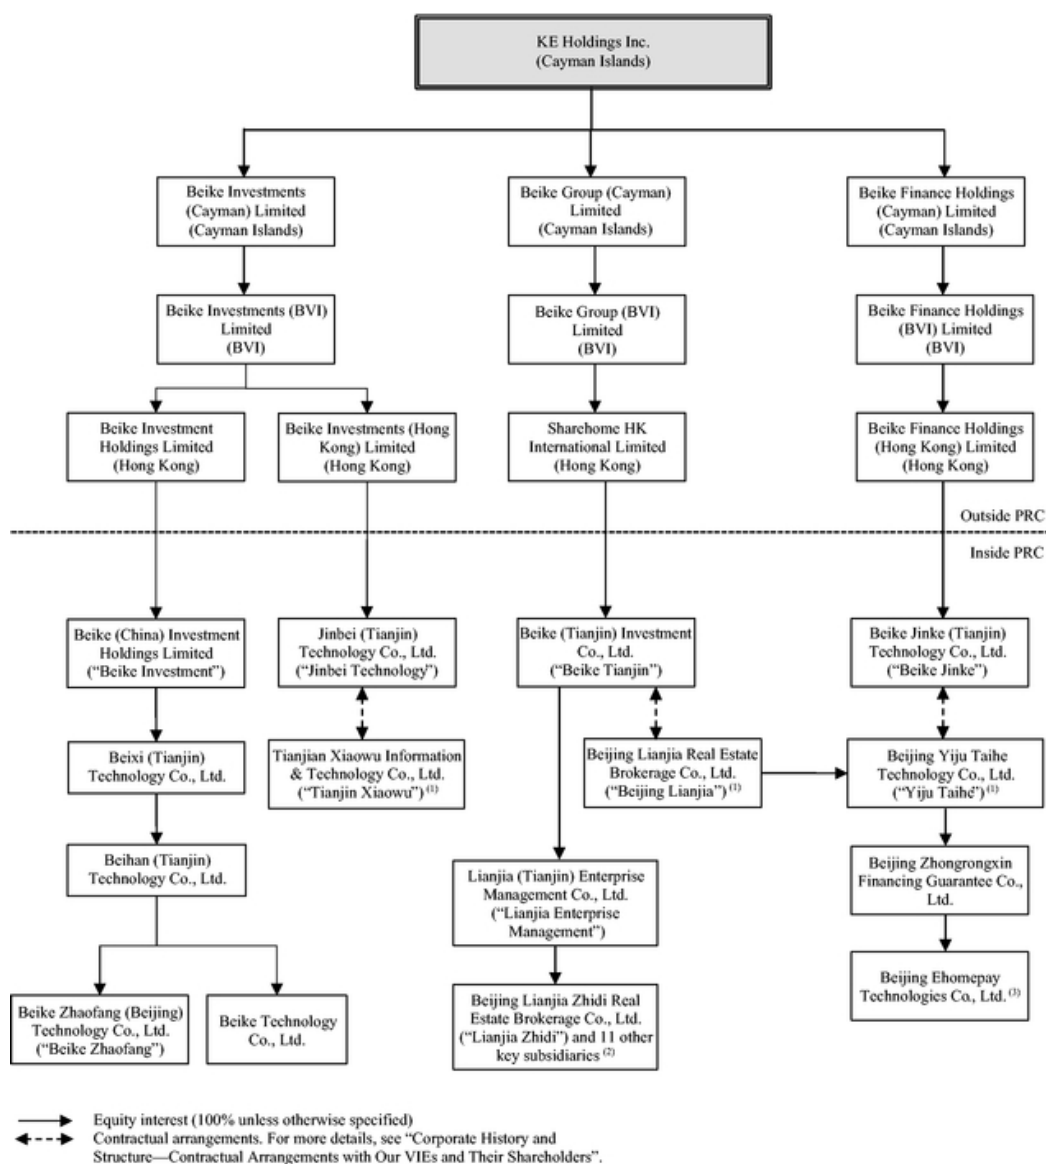 KE Holdings Inc.
(Cayman Islands)
Beike Investments
(Cayman) Limited
(Cayman Islands)
Beike Group (Cayman)
Limited
(Cayman Islands)
Beike Finance Holdings
(Cayman) Limited
(Cayman Islands)
Beike Investments (BVI)
Limited
(BVI)
Beike Group (BVI)
Limited
(BVI)
Beike Finance Holdings
(BVI) Limited
(BVI)
Beike Investment
Holdings Limited
(Hong Kong)
Beike Investments (Hong
Kong) Limited
(Hong Kong)
Sharehome HK
International Limited
(Hong Kong)
Beike Finance Holdings
(Hong Kong) Limited
(Hong Kong)
Outside PRC
Inside PRC
Beike (China) Investment
Holdings Limited
(“Beike Investment”)
Jinbei (Tianjin)
Technology Co., Ltd.
(“Jinbei Technology”)
Beike (Tianjin) Investment
Co., Ltd.
(“Beike Tianjin”)
Beike Jinke (Tianjin)
Technology Co., Ltd.
(“Beike Jinke”)
Beixi (Tianjin)
Technology Co., Ltd.
Tianjian Xiaowu Information
& Technology Co., Ltd.
(“Tianjin Xiaowu”) (1)
Beijing Lianjia Real Estate
Brokerage Co., Ltd.
(“Beijing Lianjia”) (1)
Beijing Yiju Taihe
Technology Co., Ltd.
(“Yiju Taihe”) (1)
Beihan (Tianjin)
Technology Co., Ltd.
Lianjia (Tianjin) Enterprise
Management Co., Ltd.
(“Lianjia Enterprise
Management”)
Beijing Zhongrongxin
Financing Guarantee Co.,
Ltd.
Beike Zhaofang (Beijing)
Technology Co., Ltd.
(“Beike Zhaofang”)
Beike Technology
Co., Ltd.
Beijing Lianjia Zhidi Real
Estate Brokerage Co., Ltd.
(“Lianjia Zhidi”) and 11 other
key subsidiaries (2)
Beijing Ehomepay
Technologies Co., Ltd. (3)
Equity interest (100% unless otherwise specified)
Contractual arrangements. For more details, see “Corporate History and
Structure—Contractual Arrangements with Our VIEs and Their Shareholders”.